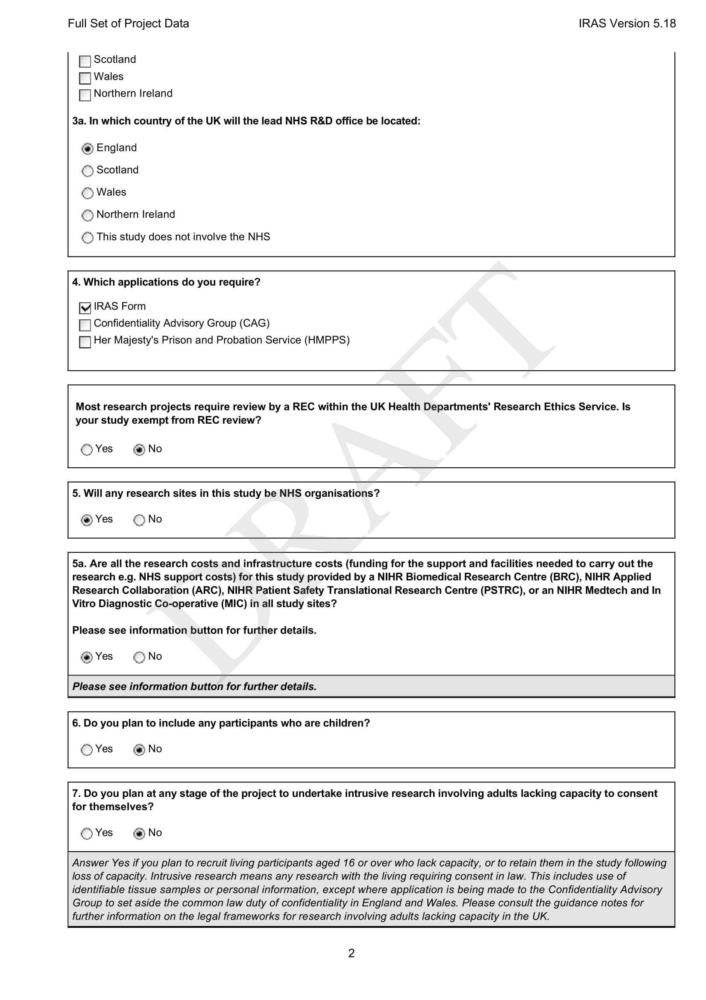 Full Set of Project Data
IRAS Version 5.18
Scotland
Wales
Northern Ireland
3a. In which country of the UK will the lead NHS R&D office be located:
England
Scotland
Wales
Northern Ireland
This study does not involve the NHS
4. Which applications do you require?
IRAS Form
Confidentiality Advisory Group (CAG)
Her Majesty's Prison and Probation Service (HMPPS)
Most research projects require review by a REC within the UK Health Departments' Research Ethics Service. Is
your study exempt from REC review?
Yes No
5. Will any research sites in this study be NHS organisations?
Yes No
5a. Are all the research costs and infrastructure costs (funding for the support and facilities needed to carry out the
research e.g. NHS support costs) for this study provided by a NIHR Biomedical Research Centre (BRC), NIHR Applied
Research Collaboration (ARC), NIHR Patient Safety Translational Research Centre (PSTRC), or an NIHR Medtech and In
Vitro Diagnostic Co-operative (MIC) in all study sites?
Please see information button for further details.
Yes No
Please see information button for further details.
6. Do you plan to include any participants who are children?
Yes No
7. Do you plan at any stage of the project to undertake intrusive research involving adults lacking capacity to consent
for themselves?
Yes No
Answer Yes if you plan to recruit living participants aged 16 or over who lack capacity, or to retain them in the study following
loss of capacity. Intrusive research means any research with the living requiring consent in law. This includes use of
identifiable tissue samples or personal information, except where application is being made to the Confidentiality Advisory
Group to set aside the common law duty of confidentiality in England and Wales. Please consult the guidance notes for
further information on the legal frameworks for research involving adults lacking capacity in the UK.
DRAFT
2